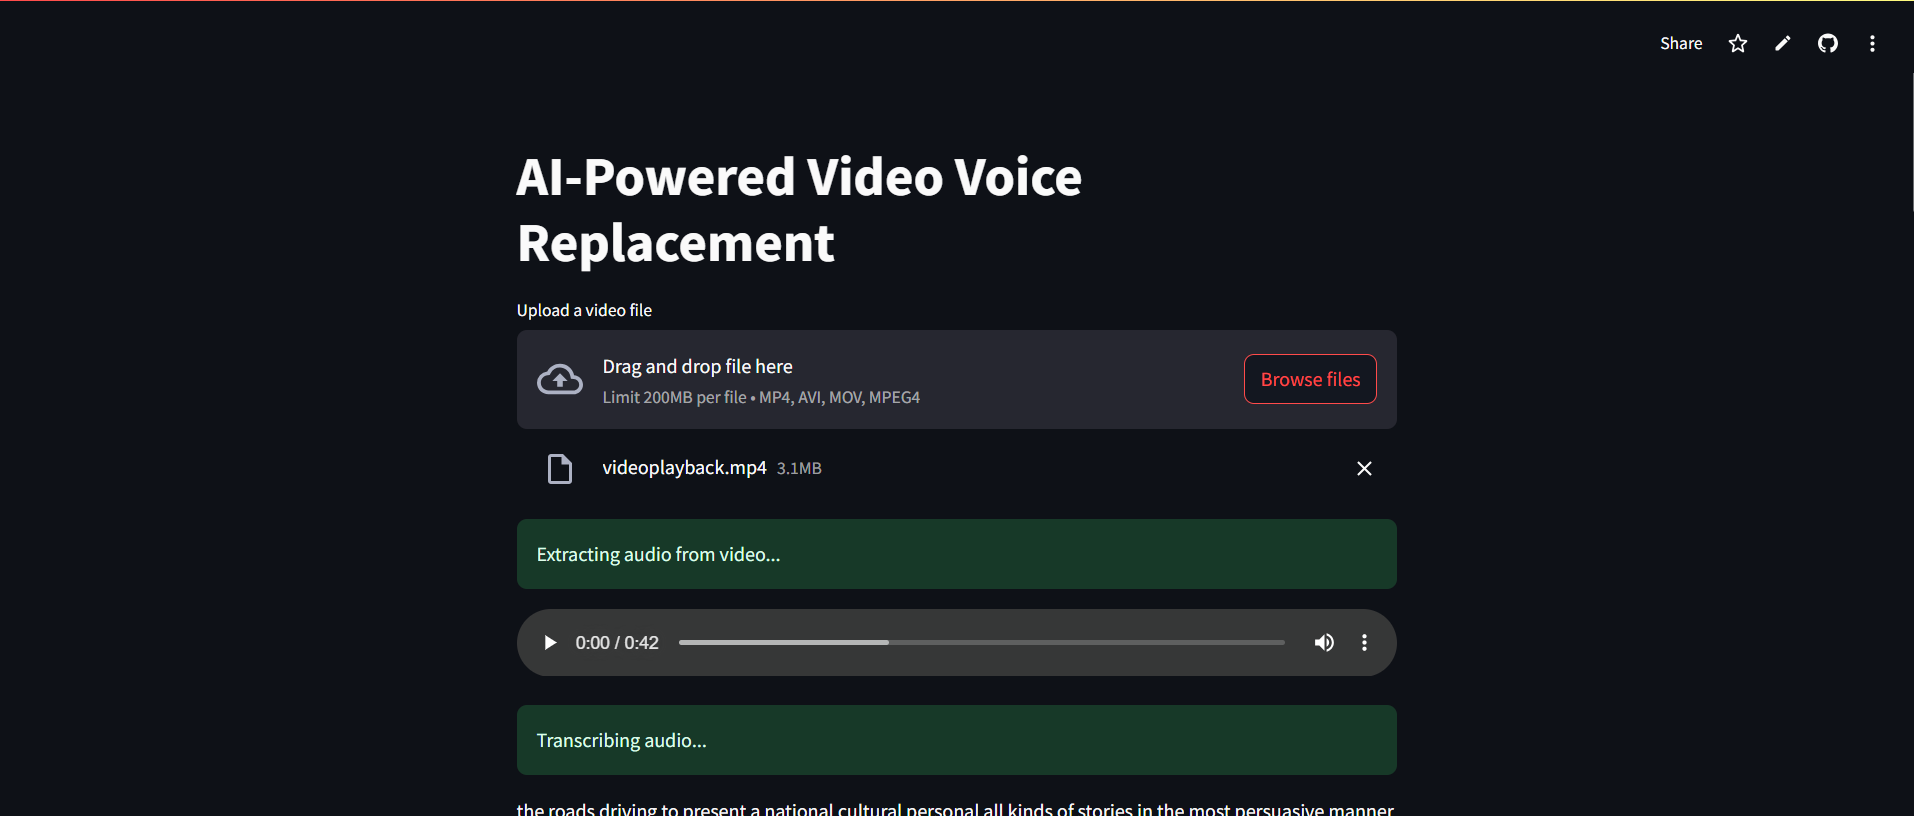 Share
AI-Powered Video Voice
Replacement
Upload a video file
Drag and drop file here
Limit 200MB per file • MP4, AVI, MOV, MPEG4
Browse files
videoplayback.mp4 3.1MB
Extracting audio from video...
0:00 / 0:42
Transcribing audio...
the roads driving to present a national cultural personal all kinds of stories in the most persuasive manner